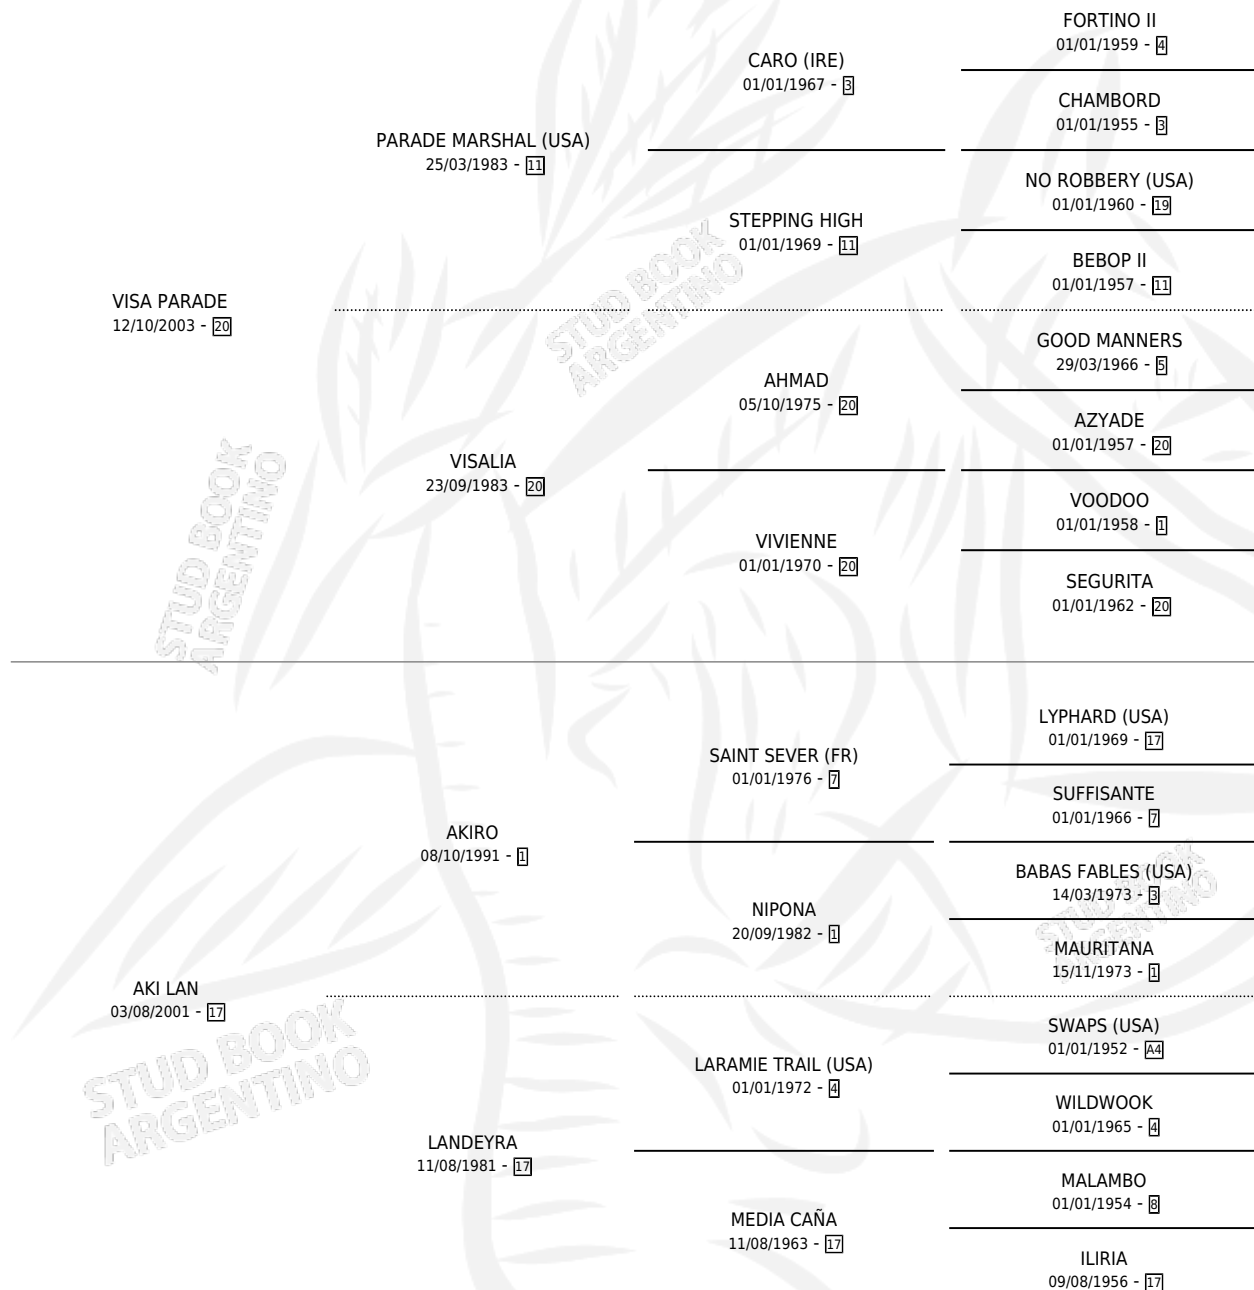 FORTINO II
01/01/1959 - 4
CARO (IRE)
01/01/1967 - 3
CHAMBORD
01/01/1955 - 3
PARADE MARSHAL (USA)
25/03/1983 - 11
NO ROBBERY (USA)
01/01/1960 - 19
STEPPING HIGH
01/01/1969 - 11
BEBOP II
01/01/1957 - 11
VISA PARADE
12/10/2003 - 20
GOOD MANNERS
29/03/1966 - 5
AHMAD
05/10/1975 - 20
AZYADE
01/01/1957 - 20
VISALIA
23/09/1983 - 20
VOODOO
01/01/1958 - 1
VIVIENNE
01/01/1970 - 20
SEGURITA
01/01/1962 - 20
STUD BOOK
ARGENTINO
STUD BOOK
ARGENTINO
LYPHARD (USA)
01/01/1969 - 17
SAINT SEVER (FR)
01/01/1976 - 7
SUFFISANTE
01/01/1966 - 7
AKIRO
08/10/1991 - 1
BABAS FABLES (USA)
14/03/1973 - 3
NIPONA
20/09/1982 - 1
MAURITANA
15/11/1973 - 1
STUD BOOK
ARGENTINO
AKI LAN
03/08/2001 - 17
SWAPS (USA)
01/01/1952 - A4
LARAMIE TRAIL (USA)
01/01/1972 - 4
WILDWOOK
01/01/1965 - 4
STUD BOOK
ARGENTINO
LANDEYRA
11/08/1981 - 17
MALAMBO
01/01/1954 - 8
MEDIA CAÑA
11/08/1963 - 17
ILIRIA
09/08/1956 - 17